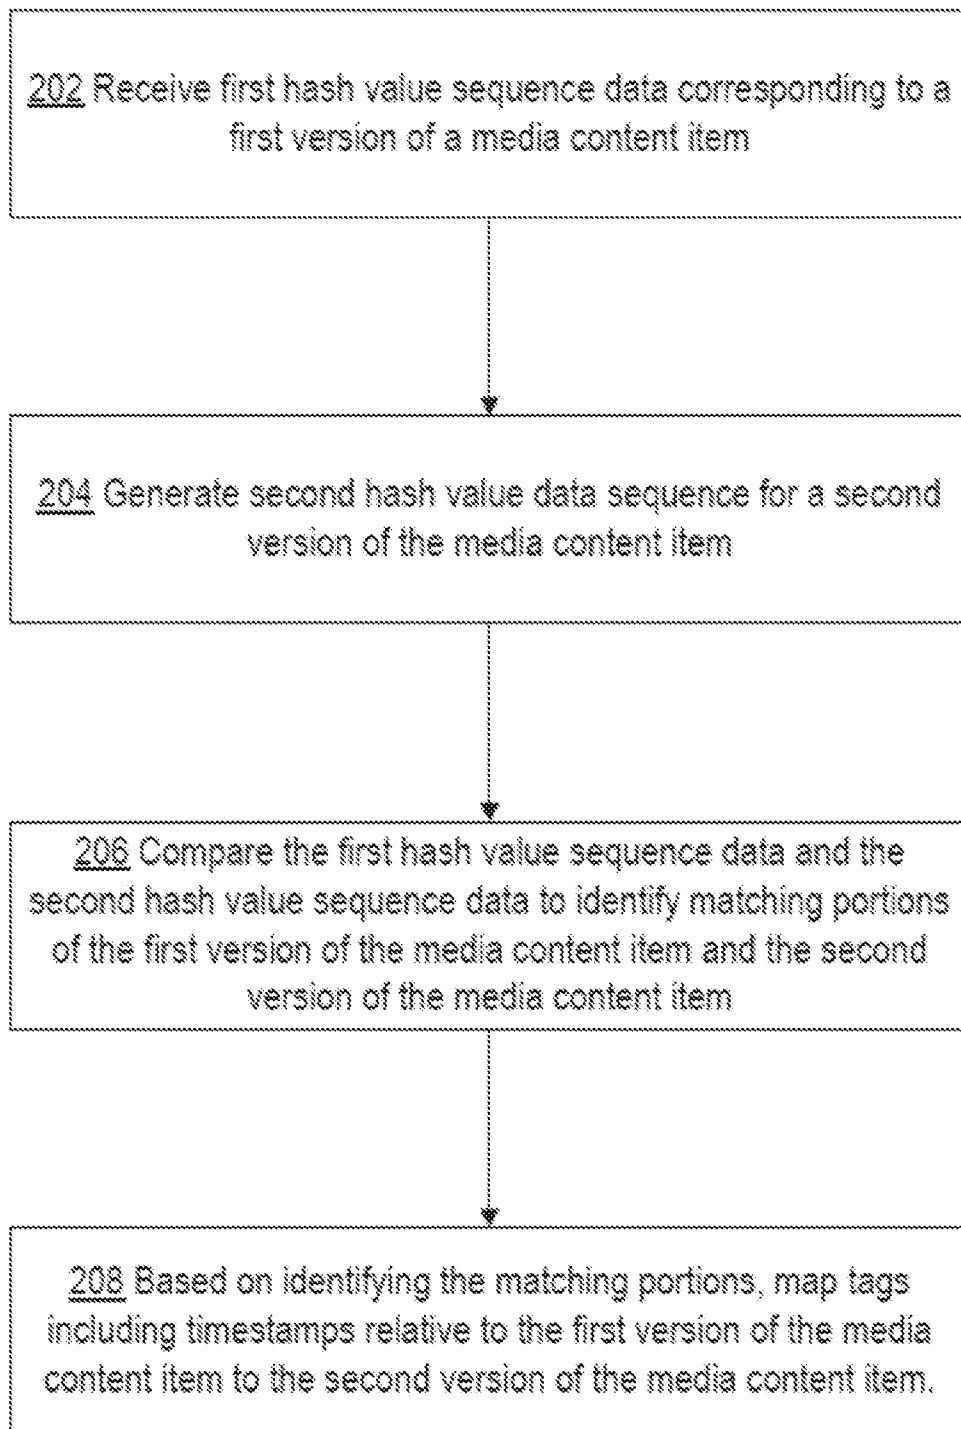 202 Receive first hash value sequence data corresponding to a
first version of a media content item
204 Generate second hash value data sequence for a second
version of the media content item
206 Compare the first hash value sequence data and the
second hash value sequence data to identify matching portions
of the first version of the media content item and the second
version of the media content item
208 Based on identifying the matching portions, map tags
including timestamps relative to the first version of the media
content item to the second version of the media content item.